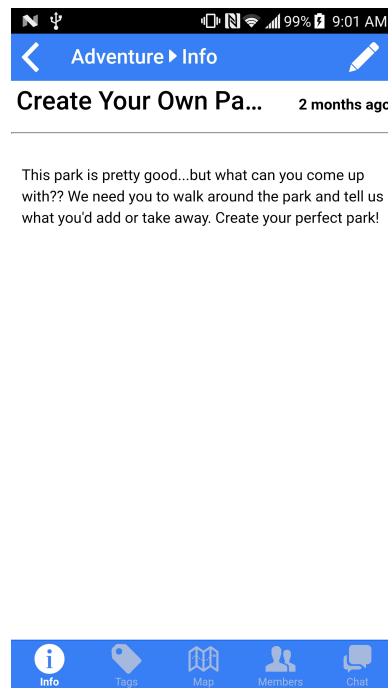 99% 9:01 AM
Adventure Info
Create Your Own Pa... 2 months ago
This park is pretty good...but what can you come up
with?? We need you to walk around the park and tell us
what you'd add or take away. Create your perfect park!
Info Tags Map Members Chat